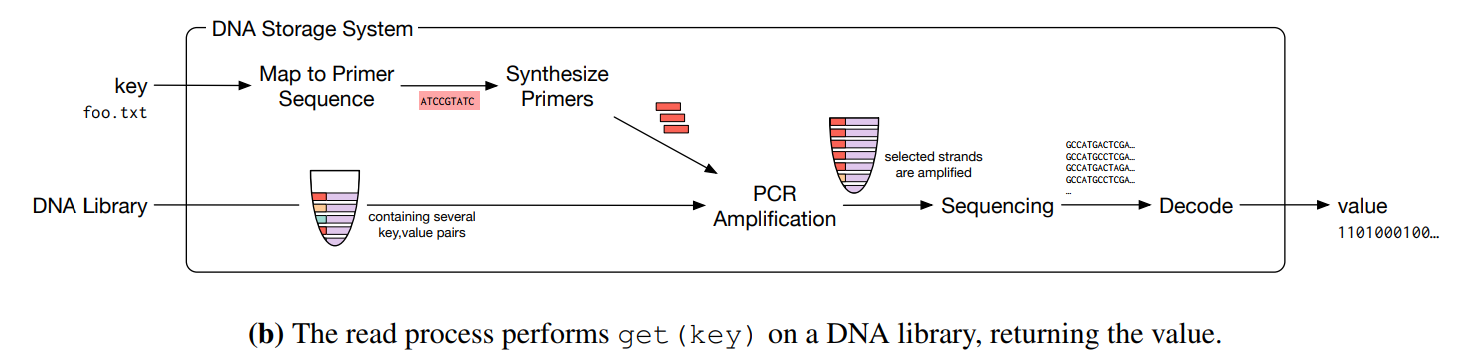 DNA Storage System
key
foo.txt
Map to Primer
Sequence
ATCCGTATC
Synthesize
Primers
DNA Library
containing several
key,value pairs
PCR
Amplification
selected strands
are amplified
Sequencing
GCCATGACTCGA…
GCCATGCCTCGA…
GCCATGACTAGA…
GCCATGCCTCGA…
…
Decode
value
1101000100…
(b) The read process performs get(key) on a DNA library, returning the value.